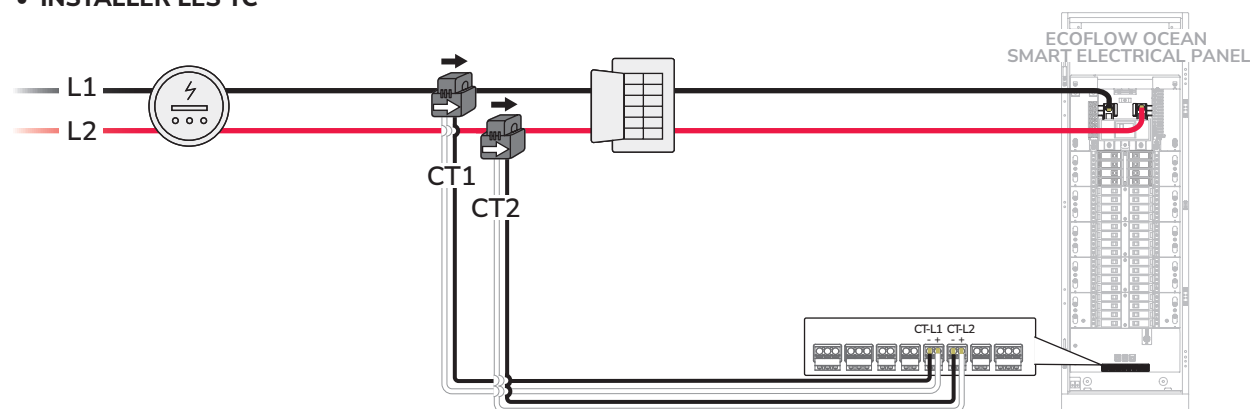 • INSTALLER LES TC
ECOFLOW OCEAN
SMART ELECTRICAL PANEL
L1
L2
CT1
CT2
CT-L1 CT-L2
- + - +